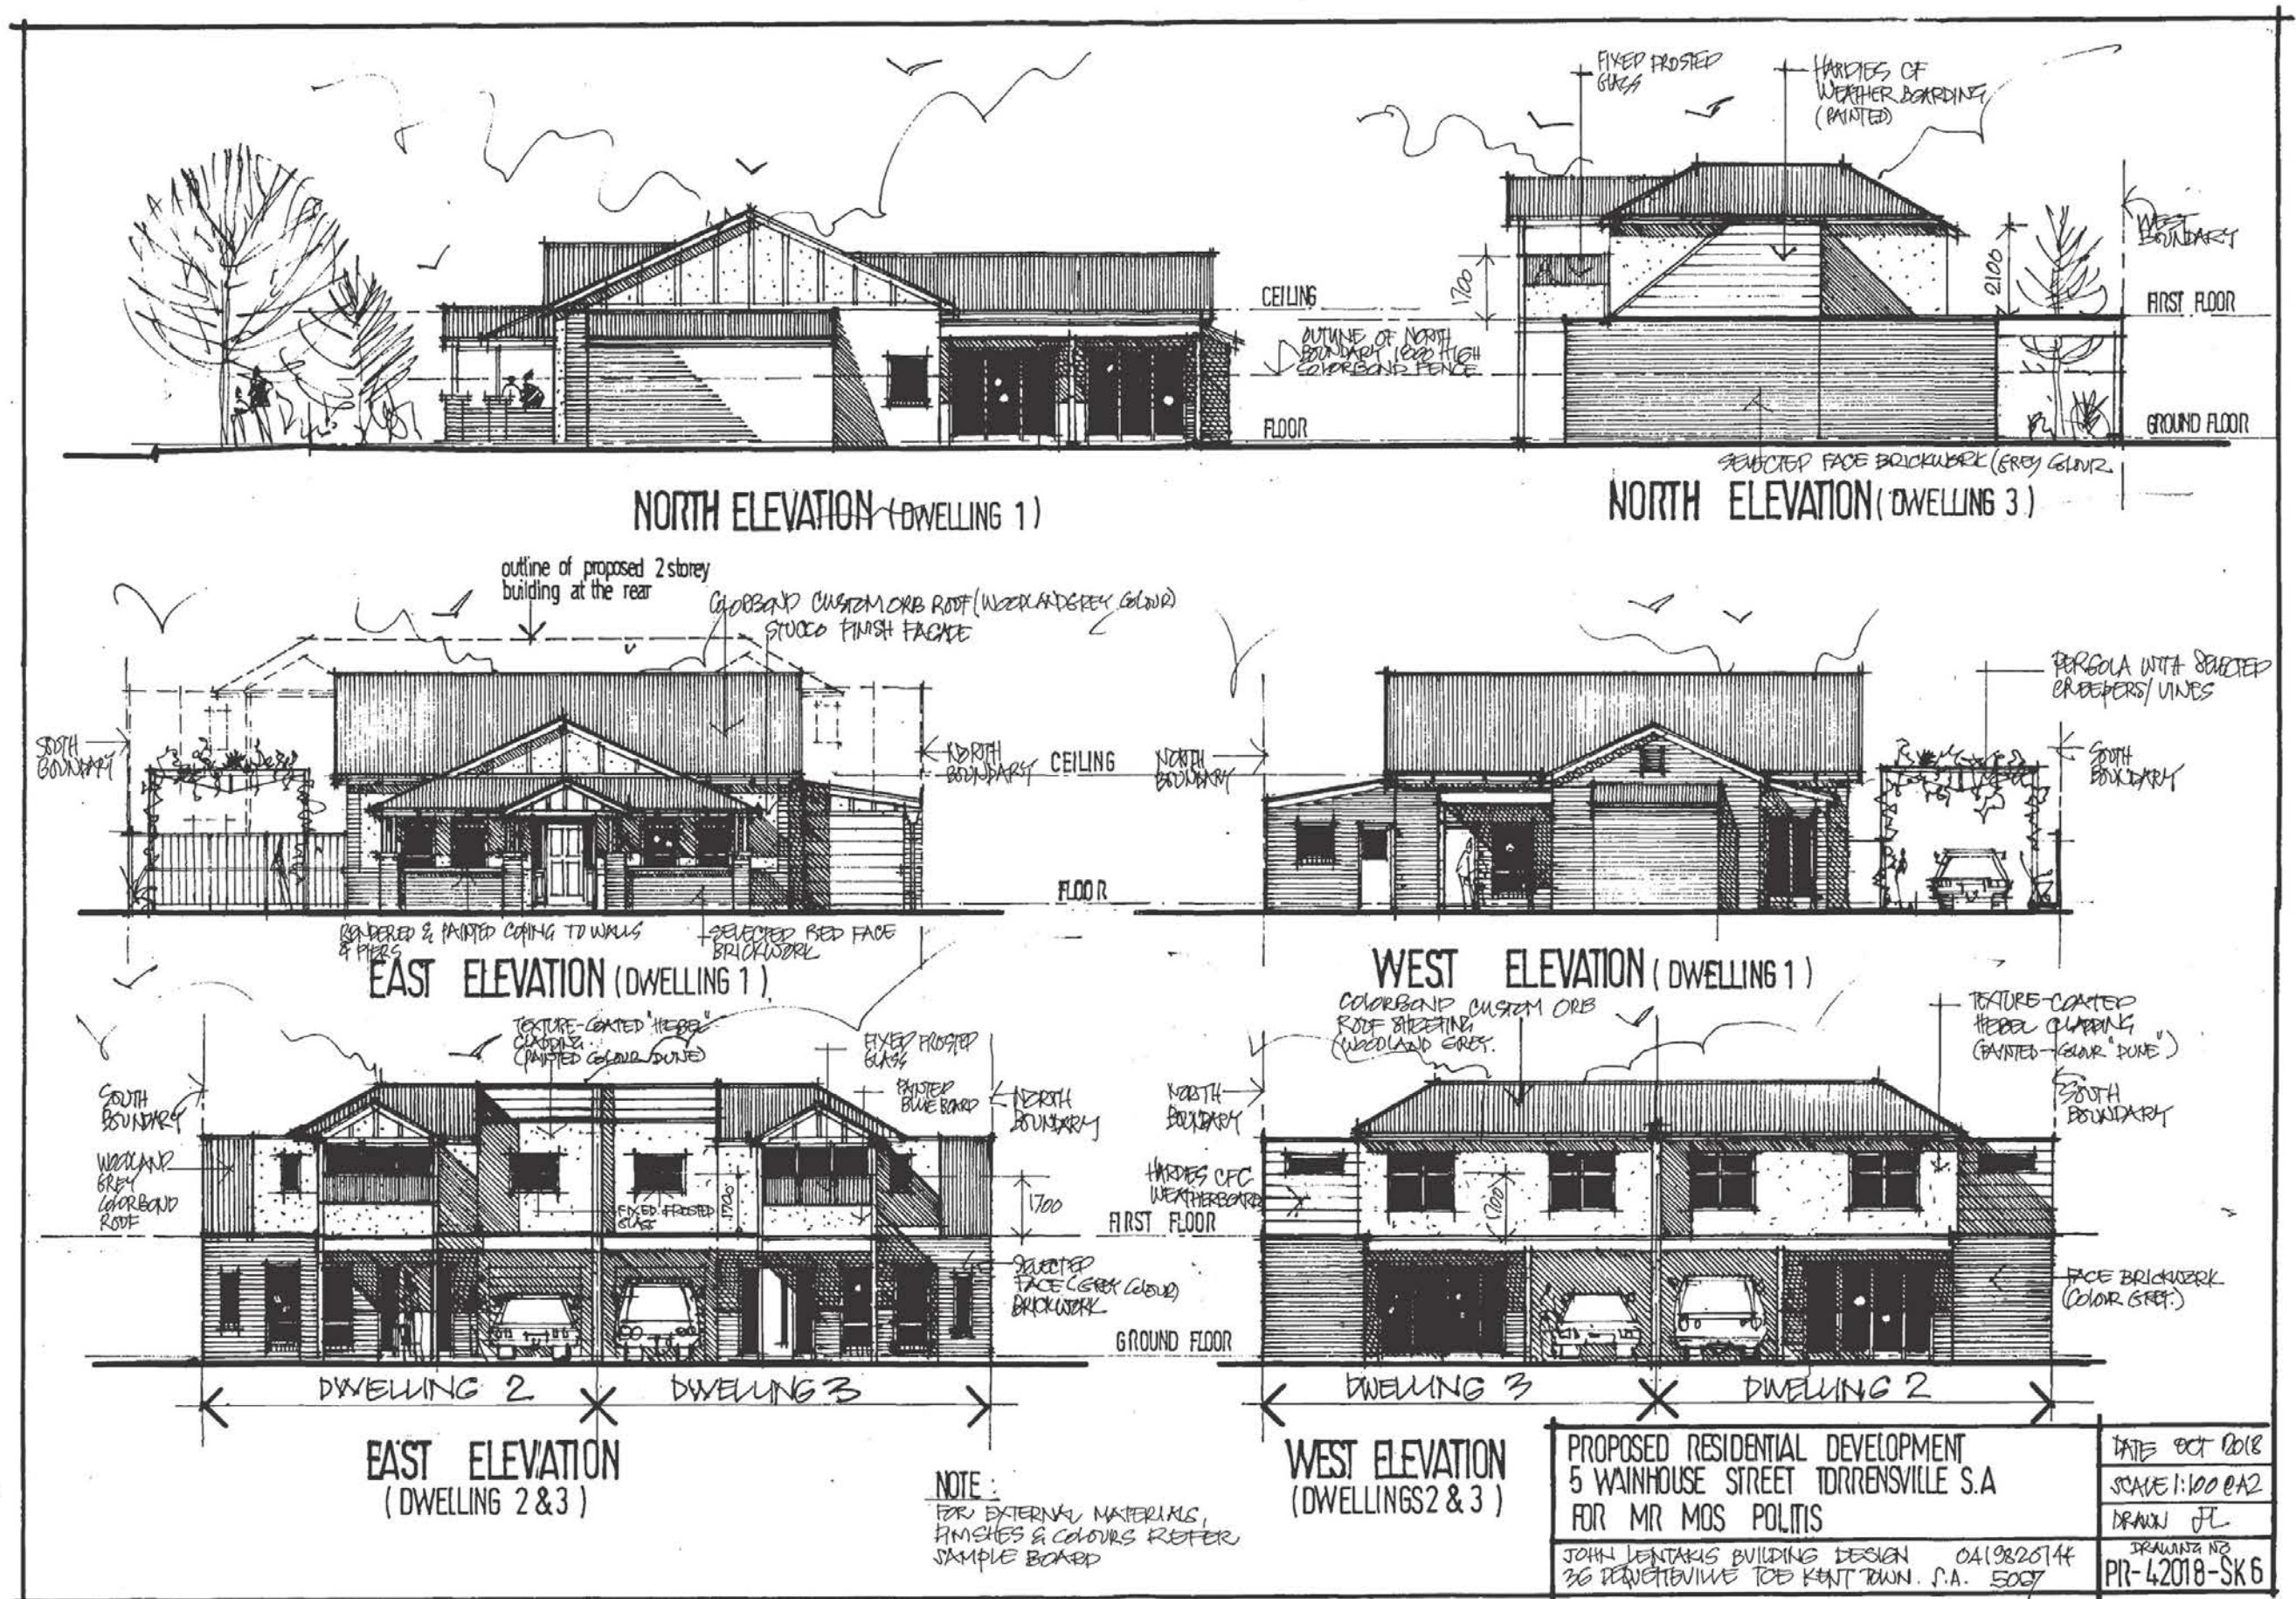 FIXED FROSTED
GLASS
HARDIES CF
WEATHER BOARDING
(PAINTED)
WEST
BOUNDARY
1700
2100
CEILING
FIRST FLOOR
OUTLINE OF NORTH
BOUNDARY 1800 HIGH
COLORBOND FENCE
FLOOR
GROUND FLOOR
SELECTED FACE BRICKWORK (GREY COLOUR
NORTH ELEVATION (DWELLING 1)
NORTH ELEVATION (DWELLING 3)
outline of proposed 2 storey
building at the rear
COLORBOND CUSTOM ORB ROOF (WOODLAND GREY COLOUR)
STUCCO FINISH FACADE
PERGOLA WITH SELECTED
CREEPERS/ VINES
SOUTH
BOUNDARY
NORTH
BOUNDARY
CEILING
NORTH
BOUNDARY
SOUTH
BOUNDARY
FLOOR
RENDERED & PAINTED COPING TO WALLS
& PIERS
SELECTED RED FACE
BRICKWORK
EAST ELEVATION (DWELLING 1)
WEST ELEVATION (DWELLING 1)
TEXTURE-COATED "HEBEL"
CLADDING
(PAINTED COLOUR DUNE)
FIXED FROSTED
GLASS
PAINTED
BLUE BOARD
SOUTH
BOUNDARY
NORTH
BOUNDARY
WOODLAND
GREY
COLORBOND
ROOF
FIXED FROSTED
GLASS
1700
1700
SELECTED
FACE (GREY COLOUR)
BRICKWORK
COLORBOND CUSTOM ORB
ROOF SHEETING
(WOODLAND GREY.
TEXTURE-COATED
HEBEL CLADDING
(PAINTED-COLOUR "DUNE")
NORTH
BOUNDARY
SOUTH
BOUNDARY
HARDIES CFC
WEATHERBOARD
1700
FIRST FLOOR
FACE BRICKWORK
(COLOUR GREY.)
GROUND FLOOR
DWELLING 2
DWELLING 3
DWELLING 3
DWELLING 2
EAST ELEVATION
(DWELLING 2 & 3)
WEST ELEVATION
(DWELLINGS 2 & 3)
NOTE:
FOR EXTERNAL MATERIALS,
FINISHES & COLOURS REFER
SAMPLE BOARD
PROPOSED RESIDENTIAL DEVELOPMENT
5 WAINHOUSE STREET TORRENSVILLE S.A
FOR MR MOS POLITIS
JOHN LENTAKIS BUILDING DESIGN
36 DEQUETTEVILLE TCE KENT TOWN. S.A. 5067
DATE OCT 2018
SCALE 1:100 @ A2
DRAWN JL
DRAWING NO
PR-42018-SK6